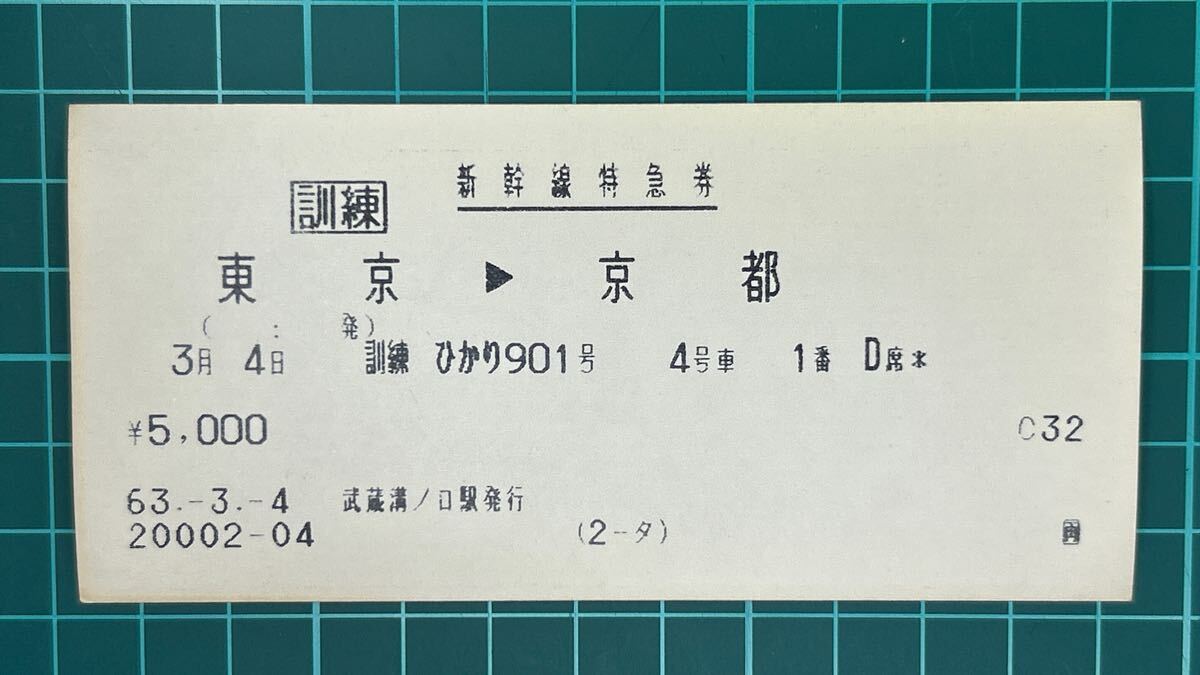 新幹線特急券
訓練
東京▶京都
( : 発)
3月 4日 訓練 ひかり901号 4号車 1番 D席
¥5,000 C32
63.-3.-4 武蔵溝ノ口駅発行
20002-04 (2-タ)